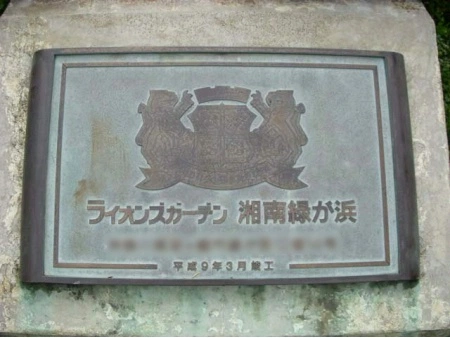 ライオンズガーデン 湘南緑が浜
平成9年3月竣工